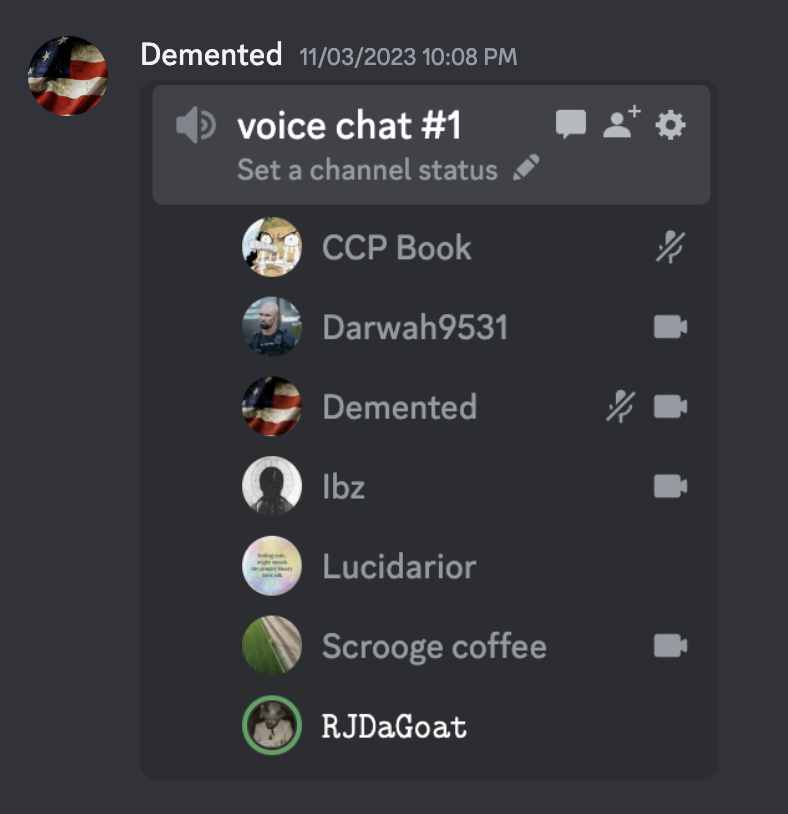 Demented 11/03/2023 10:08 PM
voice chat #1
Set a channel status
CCP Book
Darwah9531
Demented
Ibz
Lucidarior
Scrooge coffee
RJDaGoat